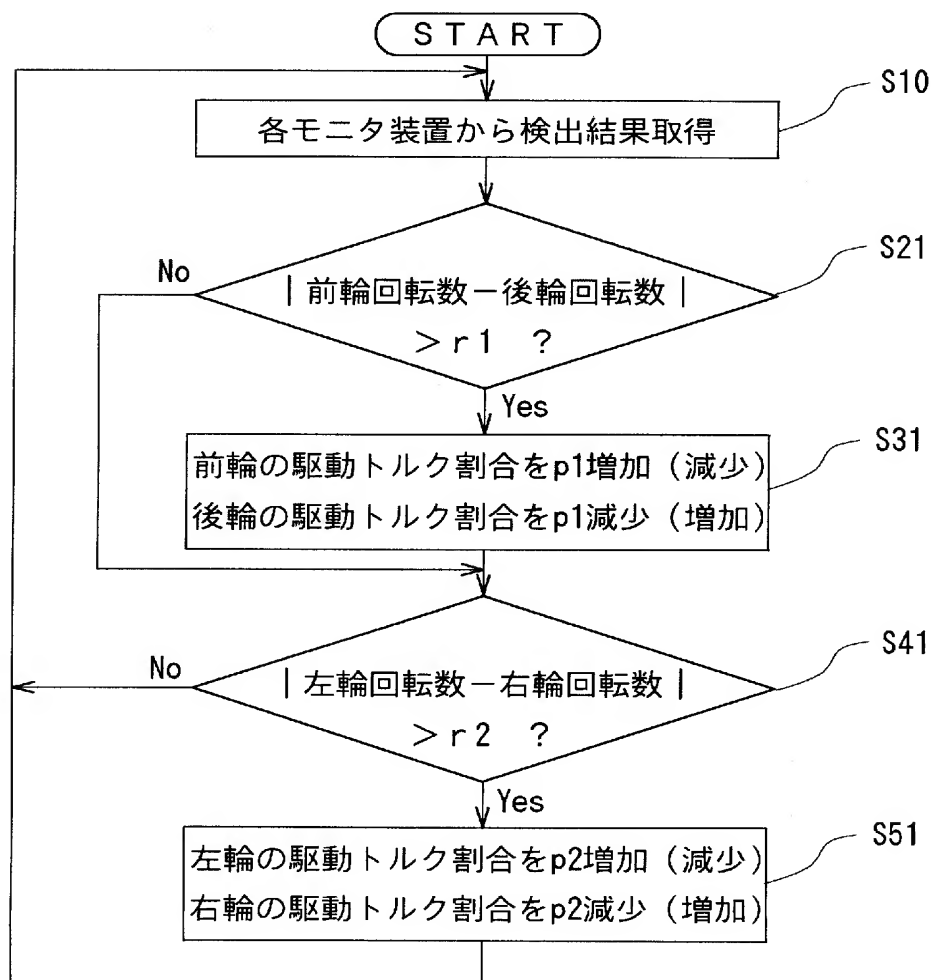 START
S10
各モニタ装置から検出結果取得
S21
No
|前輪回転数－後輪回転数|
＞r1 ?
Yes
S31
前輪の駆動トルク割合をp1増加（減少）
後輪の駆動トルク割合をp1減少（増加）
S41
No
|左輪回転数－右輪回転数|
＞r2 ?
Yes
S51
左輪の駆動トルク割合をp2増加（減少）
右輪の駆動トルク割合をp2減少（増加）